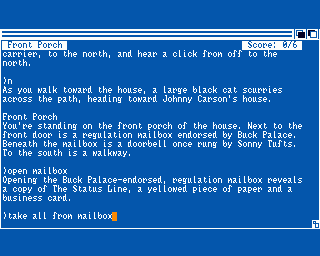 Front Porch Score: 0/6
carrier, to the north, and hear a click from off to the
north.
)n
As you walk toward the house, a large black cat scurries
across the path, heading toward Johnny Carson's house.
Front Porch
You're standing on the front porch of the house. Next to the
front door is a regulation mailbox endorsed by Buck Palace.
Beneath the mailbox is a doorbell once rung by Sonny Tufts.
To the south is a walkway.
)open mailbox
Opening the Buck Palace-endorsed, regulation mailbox reveals
a copy of The Status Line, a yellowed piece of paper and a
business card.
)take all from mailbox